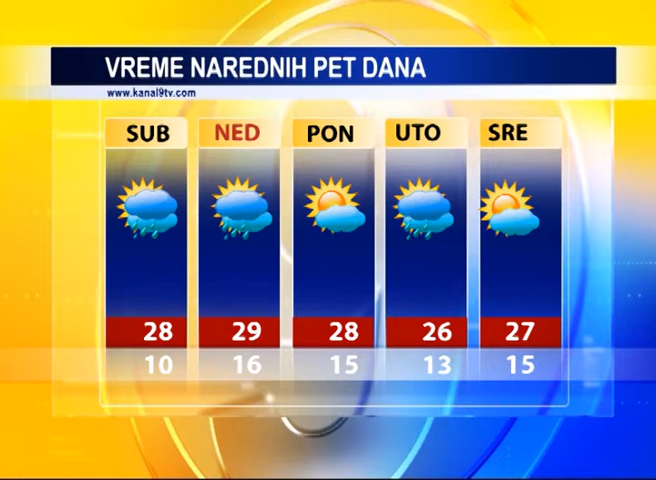 VREME NAREDNIH PET DANA
www.kanal9tv.com
SUB NED PON UTO SRE
28 29 28 26 27
10 16 15 13 15